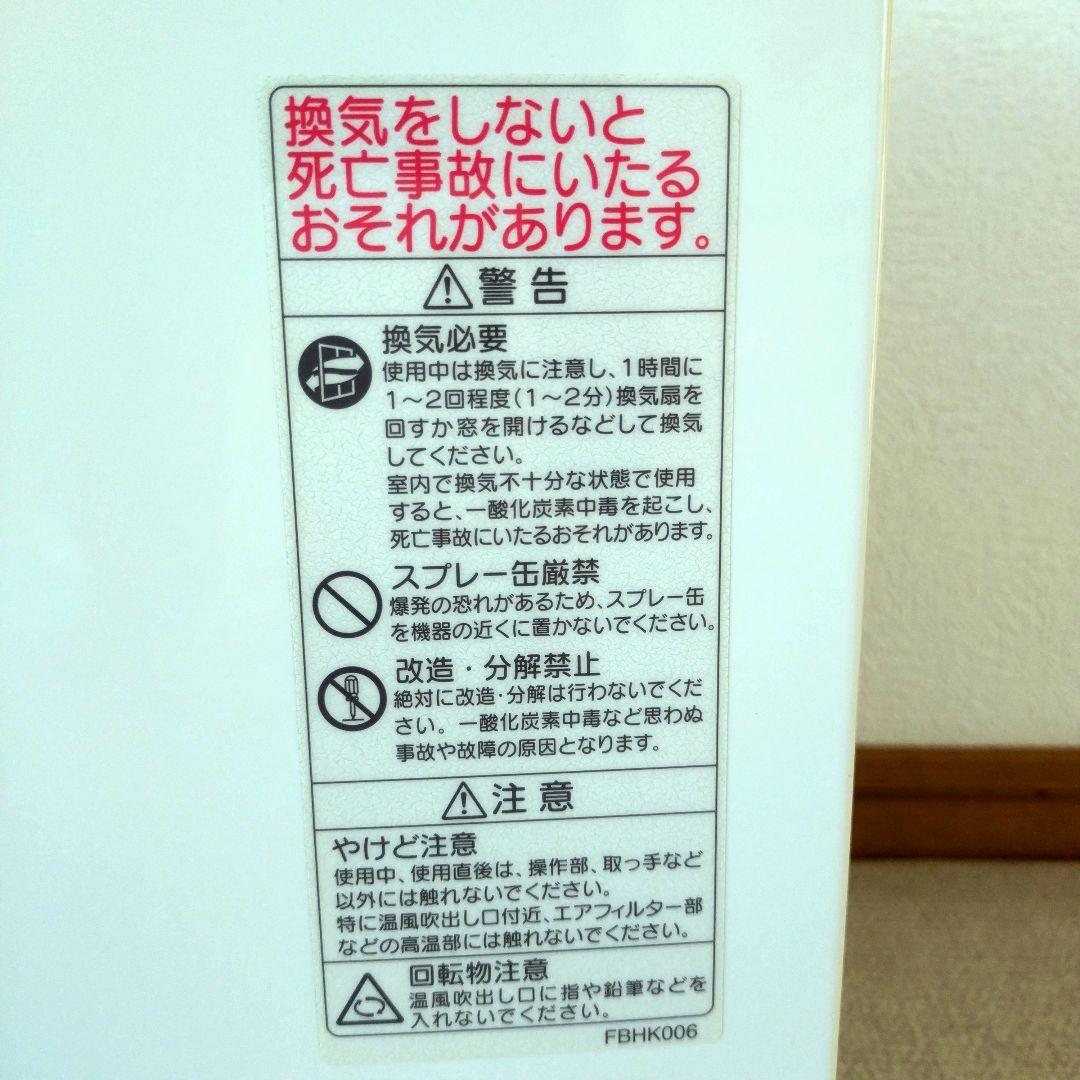 換気をしないと
死亡事故にいたる
おそれがあります。
警告
換気必要
使用中は換気に注意し、1時間に
1〜2回程度(1〜2分)換気扇を
回すか窓を開けるなどして換気
してください。
室内で換気不十分な状態で使用
すると、一酸化炭素中毒を起こし、
死亡事故にいたるおそれがあります。
スプレー缶厳禁
爆発の恐れがあるため、スプレー缶
を機器の近くに置かないでください。
改造・分解禁止
絶対に改造・分解は行わないでくだ
さい。一酸化炭素中毒など思わぬ
事故や故障の原因となります。
注意
やけど注意
使用中、使用直後は、操作部、取っ手など
以外には触れないでください。
特に温風吹出し口付近、エアフィルター部
などの高温部には触れないでください。
回転物注意
温風吹出し口に指や鉛筆などを
入れないでください。
FBHK006